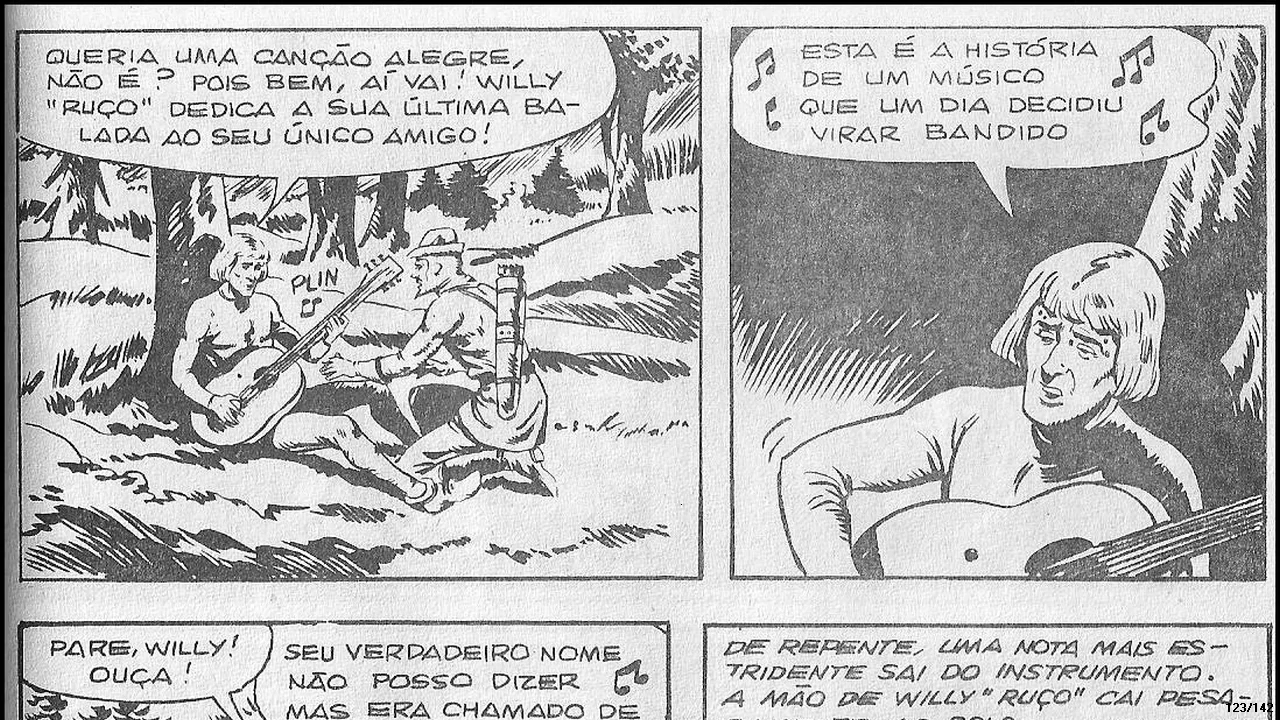 QUERIA UMA CANÇÃO ALEGRE,
NÃO É? POIS BEM, AÍ VAI! WILLY
"RUÇO" DEDICA A SUA ÚLTIMA BA-
LADA AO SEU ÚNICO AMIGO!
PLIN
ESTA É A HISTÓRIA
DE UM MÚSICO
QUE UM DIA DECIDIU
VIRAR BANDIDO
PARE, WILLY!
OUÇA!
SEU VERDADEIRO NOME
NÃO POSSO DIZER
MAS ERA CHAMADO DE
DE REPENTE, UMA NOTA MAIS ES-
TRIDENTE SAI DO INSTRUMENTO.
A MÃO DE WILLY "RUÇO" CAI PESA-
123/142